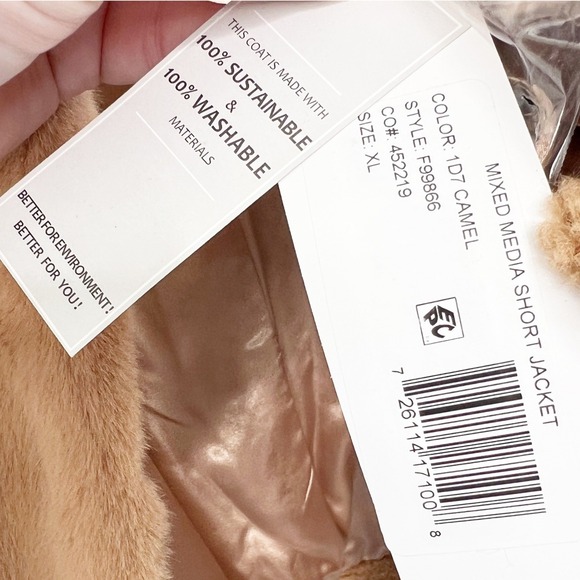 THIS COAT IS MADE WITH
100% SUSTAINABLE
&
100% WASHABLE
MATERIALS
BETTER FOR ENVIRONMENT!
BETTER FOR YOU!
MIXED MEDIA SHORT JACKET
COLOR: 1D7 CAMEL
STYLE: F99866
CO#: 452219
SIZE: XL
7 26114 17100 8